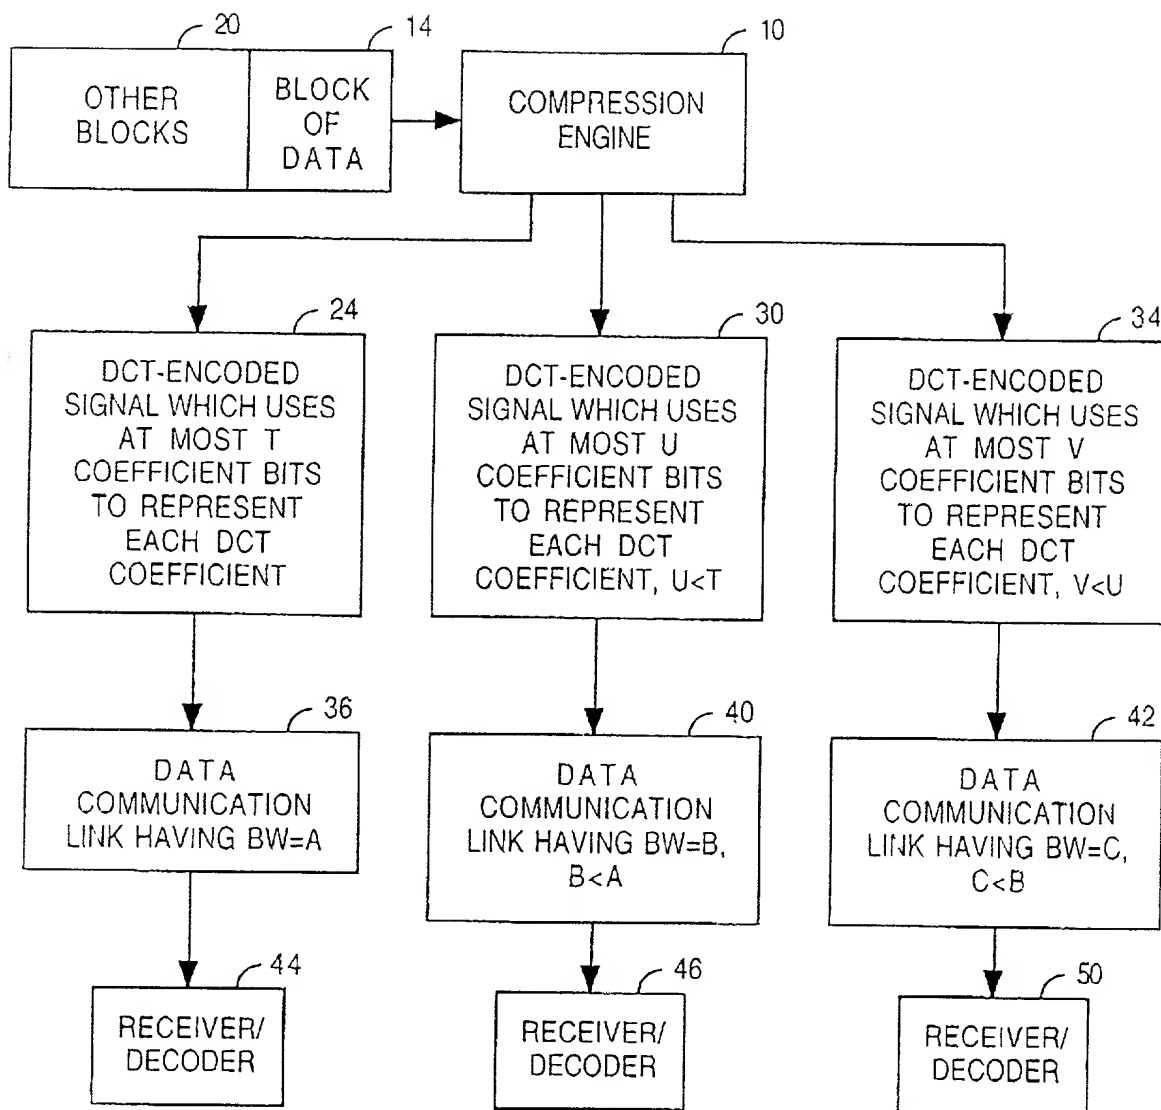 20
14
10
OTHER
BLOCKS
BLOCK
OF
DATA
COMPRESSION
ENGINE
24
DCT-ENCODED
SIGNAL WHICH USES
AT MOST T
COEFFICIENT BITS
TO REPRESENT
EACH DCT
COEFFICIENT
30
DCT-ENCODED
SIGNAL WHICH USES
AT MOST U
COEFFICIENT BITS
TO REPRESENT
EACH DCT
COEFFICIENT, U<T
34
DCT-ENCODED
SIGNAL WHICH USES
AT MOST V
COEFFICIENT BITS
TO REPRESENT
EACH DCT
COEFFICIENT, V<U
36
DATA
COMMUNICATION
LINK HAVING BW=A
40
DATA
COMMUNICATION
LINK HAVING BW=B,
B<A
42
DATA
COMMUNICATION
LINK HAVING BW=C,
C<B
44
RECEIVER/
DECODER
46
RECEIVER/
DECODER
50
RECEIVER/
DECODER